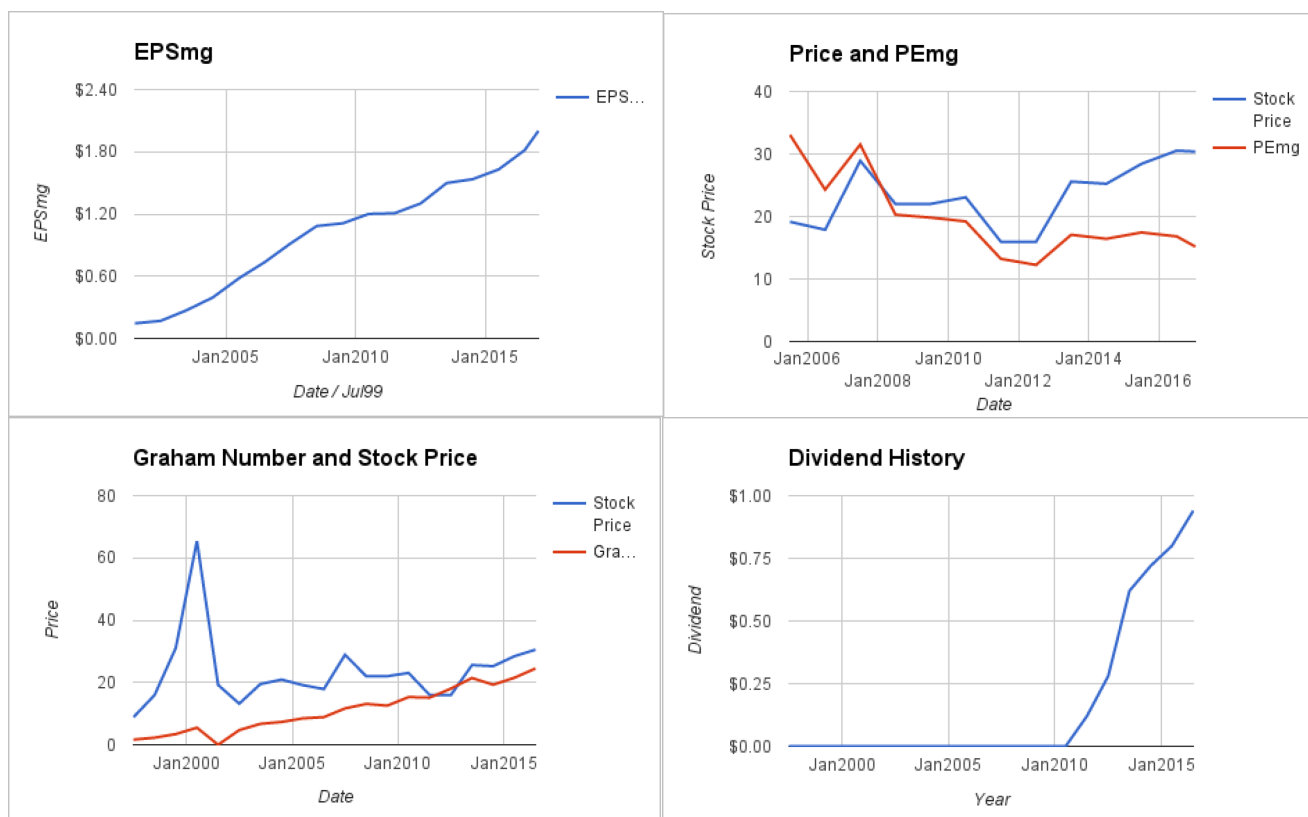 EPSmg
$2.40
$1.80
$1.20
$0.60
$0.00
EPSmg
Jan2005 Jan2010 Jan2015
Date / Jul99
EPS...
Price and PEmg
40
30
20
10
0
Stock Price
Jan2006 Jan2010 Jan2014
Jan2008 Jan2012 Jan2016
Date
Stock
Price
PEmg
Graham Number and Stock Price
80
60
40
20
0
Price
Jan2000 Jan2005 Jan2010 Jan2015
Date
Stock
Price
Gra...
Dividend History
$1.00
$0.75
$0.50
$0.25
$0.00
Dividend
Jan2000 Jan2005 Jan2010 Jan2015
Year